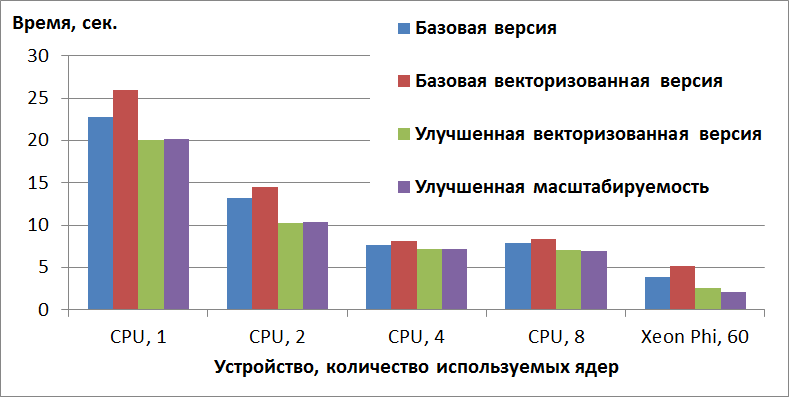 Время, сек.
Базовая версия
Базовая векторизованная версия
Улучшенная векторизованная версия
Улучшенная масштабируемость
30
25
20
15
10
5
0
CPU, 1
CPU, 2
CPU, 4
CPU, 8
Xeon Phi, 60
Устройство, количество используемых ядер